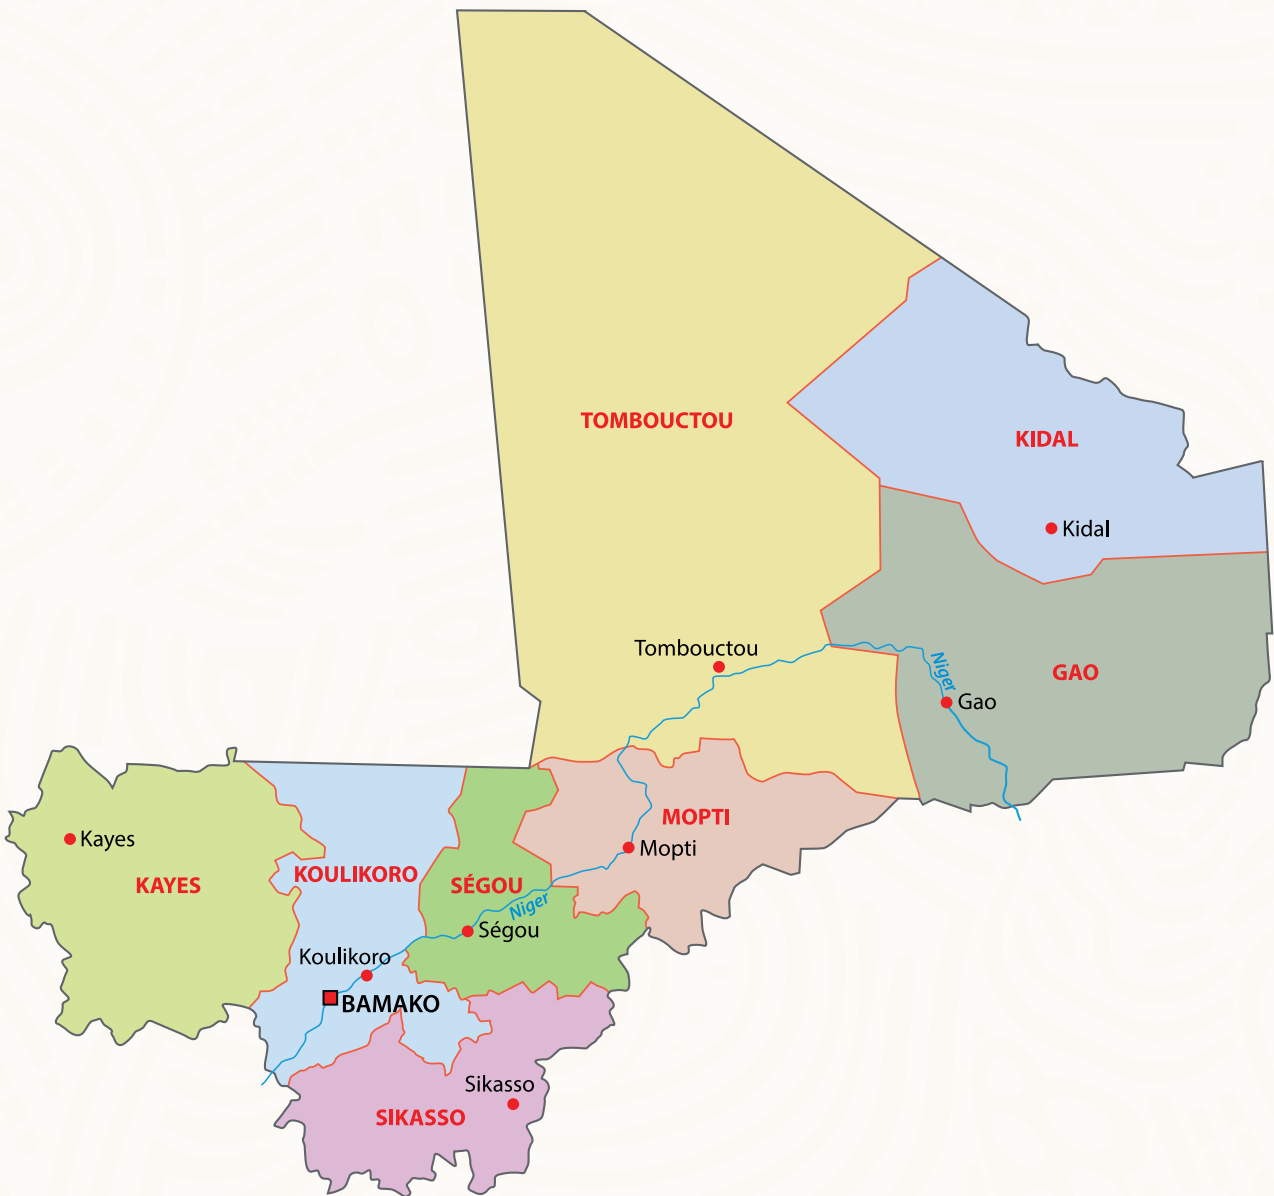 TOMBOUCTOU
KIDAL
Kidal
Tombouctou
Niger
GAO
Gao
MOPTI
Kayes
Mopti
KOULIKORO
KAYES
SÉGOU
Niger
Ségou
Koulikoro
BAMAKO
Sikasso
SIKASSO